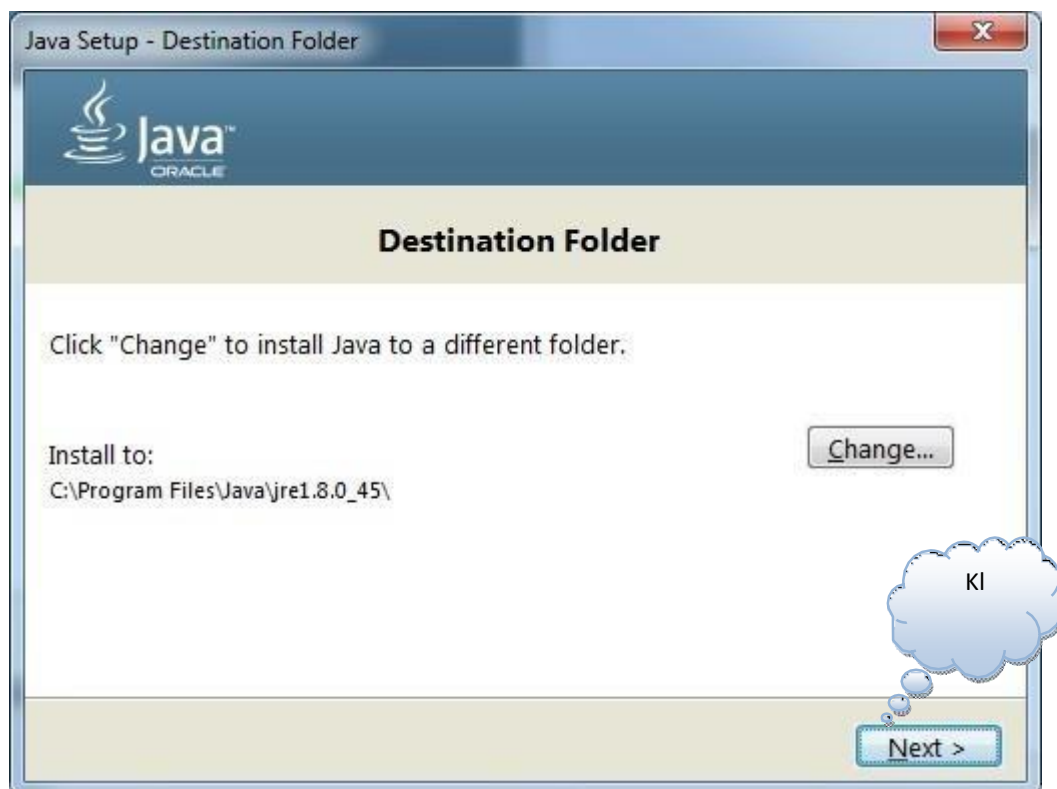 Java Setup - Destination Folder
Java™
ORACLE
Destination Folder
Click "Change" to install Java to a different folder.
Change...
Install to:
C:\Program Files\Java\jre1.8.0_45\
Kl
Next >